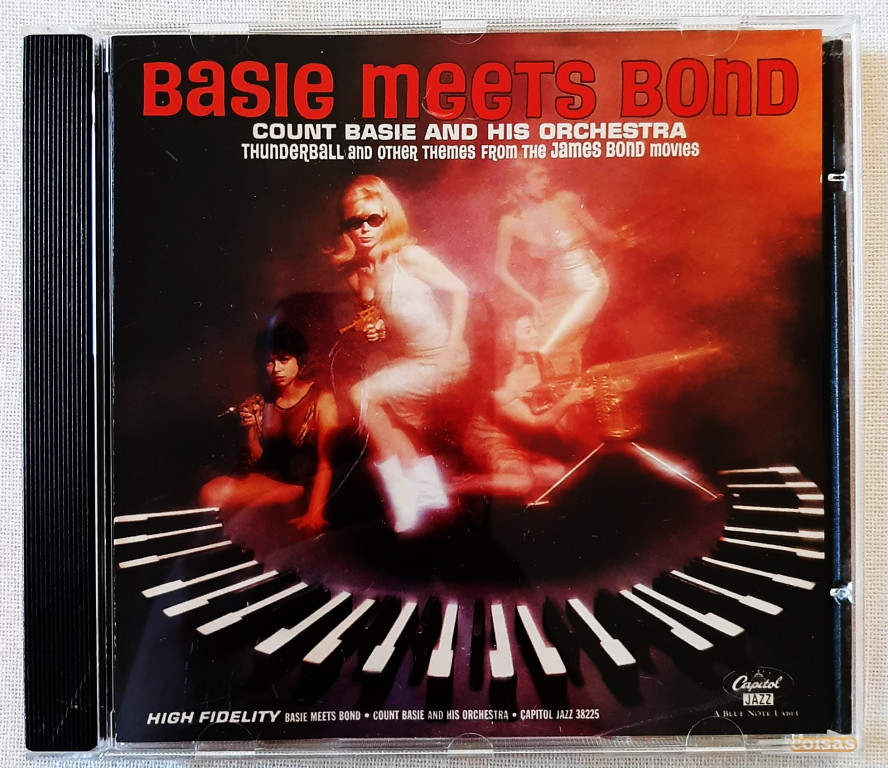 Basie meets Bond
COUNT BASIE AND HIS ORCHESTRA
THUNDERBALL and OTHER THEMES FROM THE JAMES BOND movies
HIGH FIDELITY BASIE MEETS BOND • COUNT BASIE AND HIS ORCHESTRA • CAPITOL JAZZ 38225
Capitol
JAZZ
A BLUE NOTE LABEL
coisas